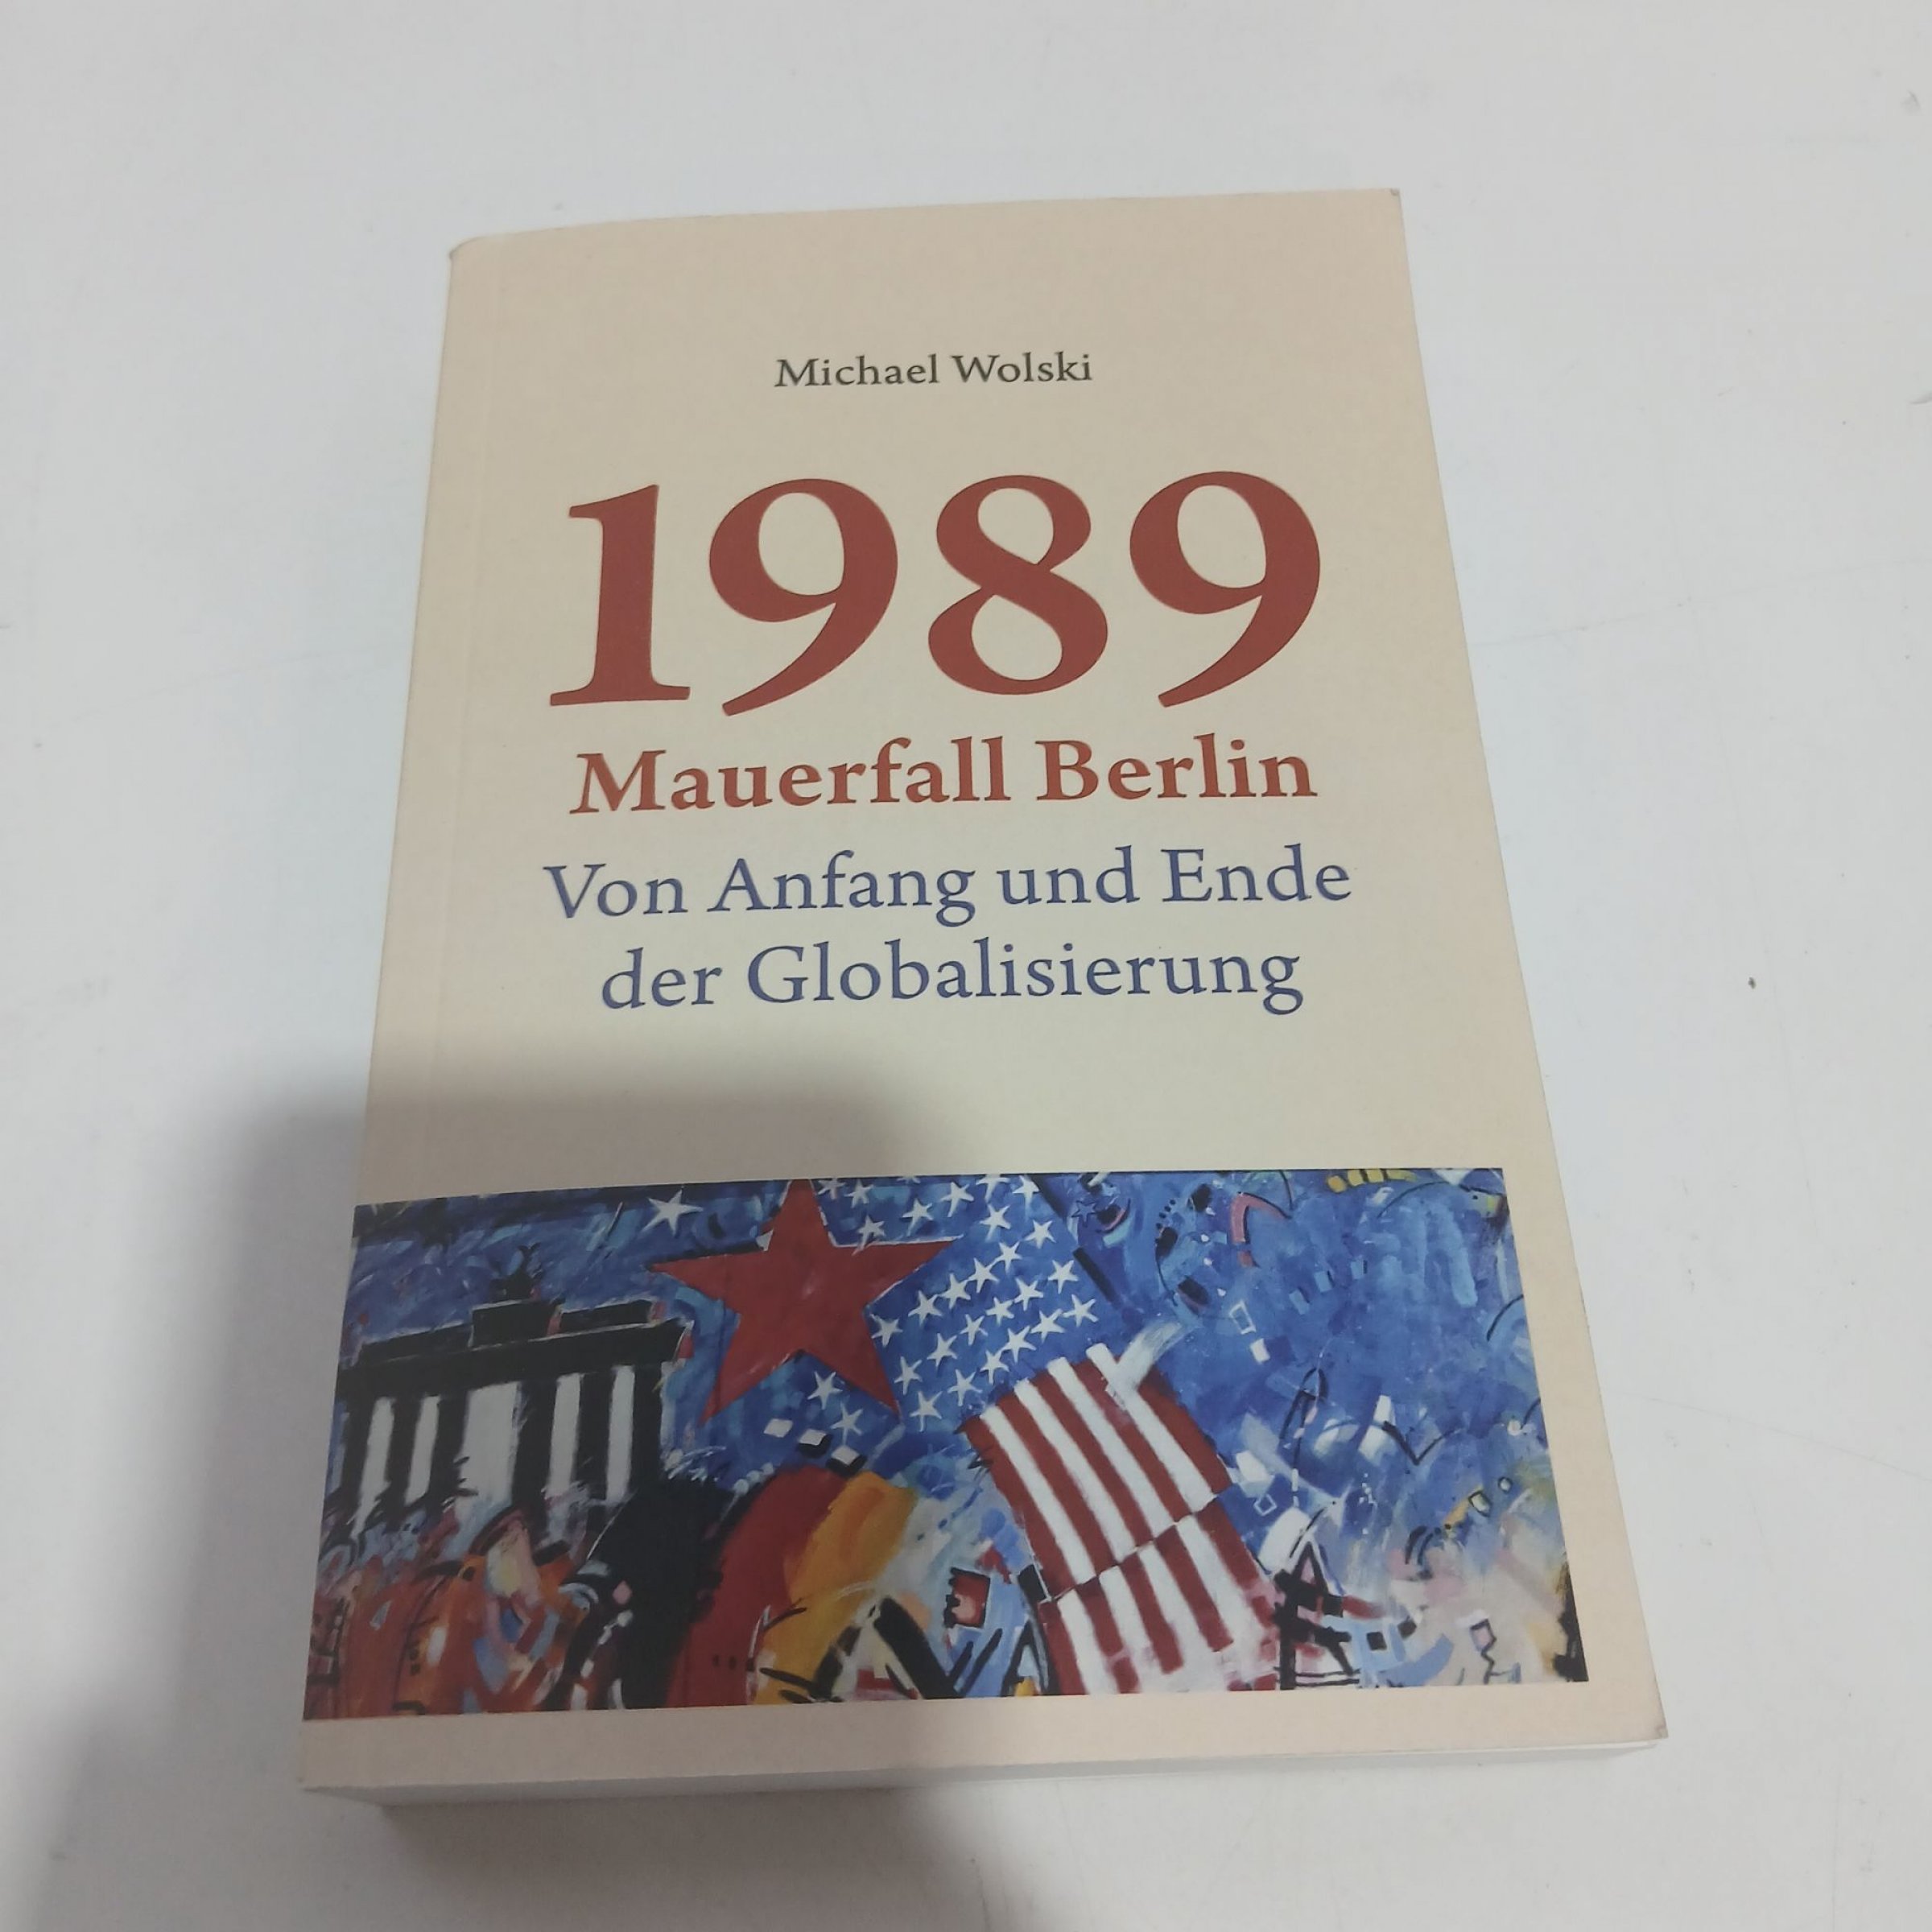 Michael Wolski
1989
Mauerfall Berlin
Von Anfang und Ende
der Globalisierung